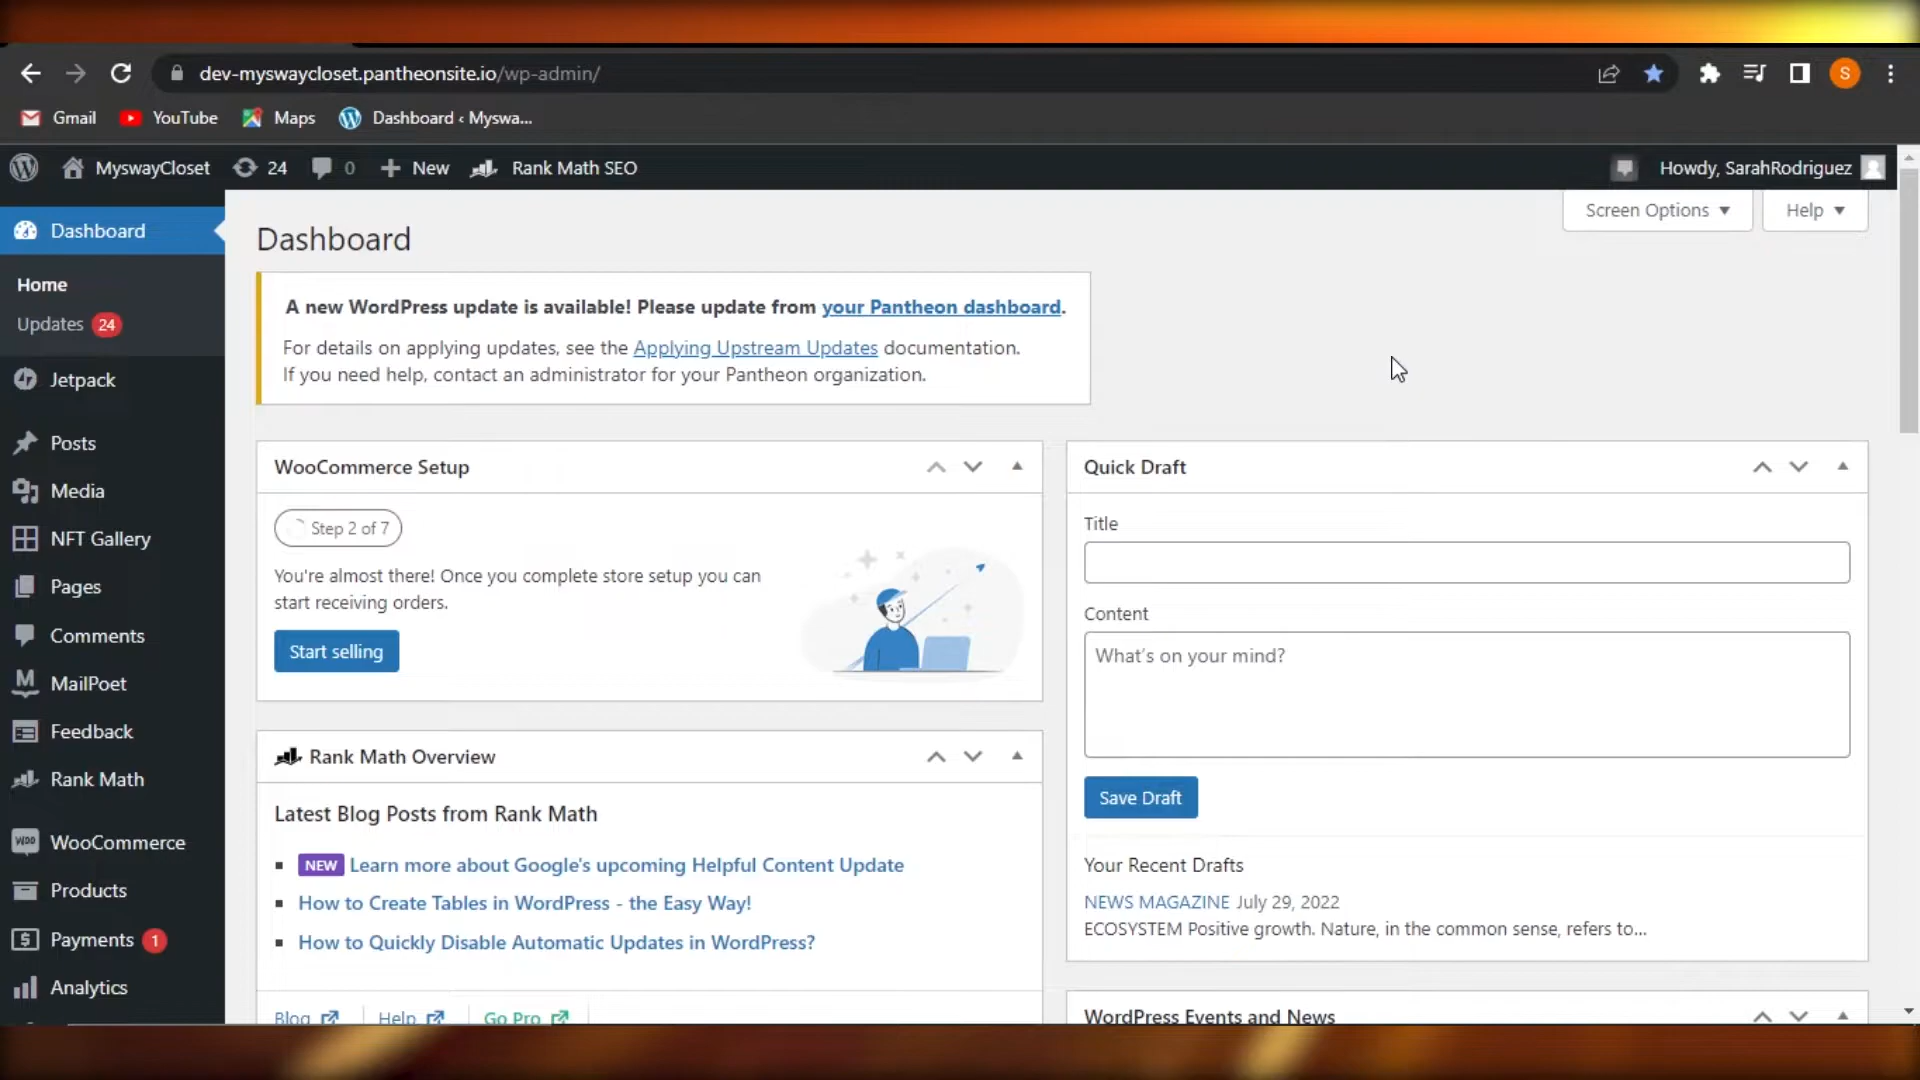 dev-myswaycloset.pantheonsite.io/wp-admin/
S
Gmail
YouTube
Maps
Dashboard ‹ Myswa...
MyswayCloset
24
0
New
Rank Math SEO
Howdy, SarahRodriguez
Dashboard
Home
Updates 24
Jetpack
Posts
Media
NFT Gallery
Pages
Comments
MailPoet
Feedback
Rank Math
WooCommerce
Products
Payments 1
Analytics
Screen Options
Help
Dashboard
A new WordPress update is available! Please update from your Pantheon dashboard.
For details on applying updates, see the Applying Upstream Updates documentation.
If you need help, contact an administrator for your Pantheon organization.
WooCommerce Setup
Step 2 of 7
You're almost there! Once you complete store setup you can
start receiving orders.
Start selling
Rank Math Overview
Latest Blog Posts from Rank Math
NEW Learn more about Google's upcoming Helpful Content Update
How to Create Tables in WordPress - the Easy Way!
How to Quickly Disable Automatic Updates in WordPress?
Blog
Help
Go Pro
Quick Draft
Title
Content
What's on your mind?
Save Draft
Your Recent Drafts
NEWS MAGAZINE July 29, 2022
ECOSYSTEM Positive growth. Nature, in the common sense, refers to...
WordPress Events and News